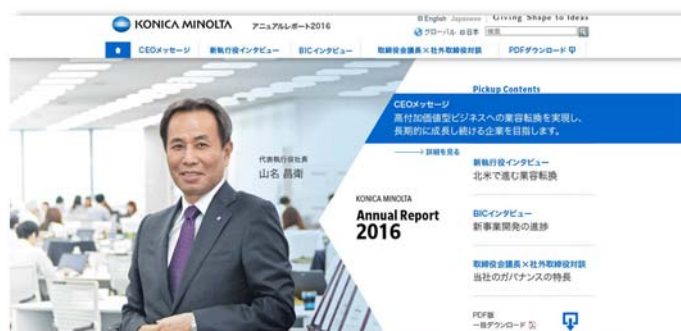 KONICA MINOLTA アニュアルレポート2016
English Japanese Giving Shape to Ideas
グローバル 日本 検索
CEOメッセージ 新執行役インタビュー BICインタビュー 取締役会議長×社外取締役対談 PDFダウンロード
Pickup Contents
CEOメッセージ
高付加価値型ビジネスへの業容転換を実現し、
長期的に成長し続ける企業を目指します。
詳細を見る
代表執行役社長
山名 昌衛
新執行役インタビュー
北米で進む業容転換
KONICA MINOLTA
Annual Report
2016
BICインタビュー
新事業開発の進捗
取締役会議長×社外取締役対談
当社のガバナンスの特長
PDF版
一括ダウンロード